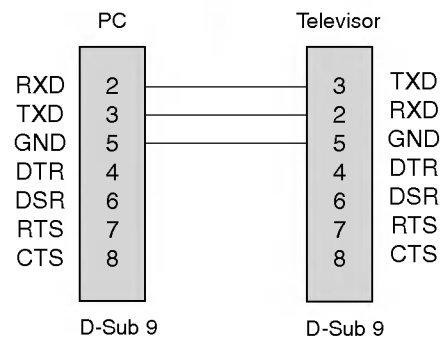 PC Televisor
RXD 2 3 TXD
TXD 3 2 RXD
GND 5 5 GND
DTR 4 4 DTR
DSR 6 6 DSR
RTS 7 7 RTS
CTS 8 8 CTS
D-Sub 9 D-Sub 9